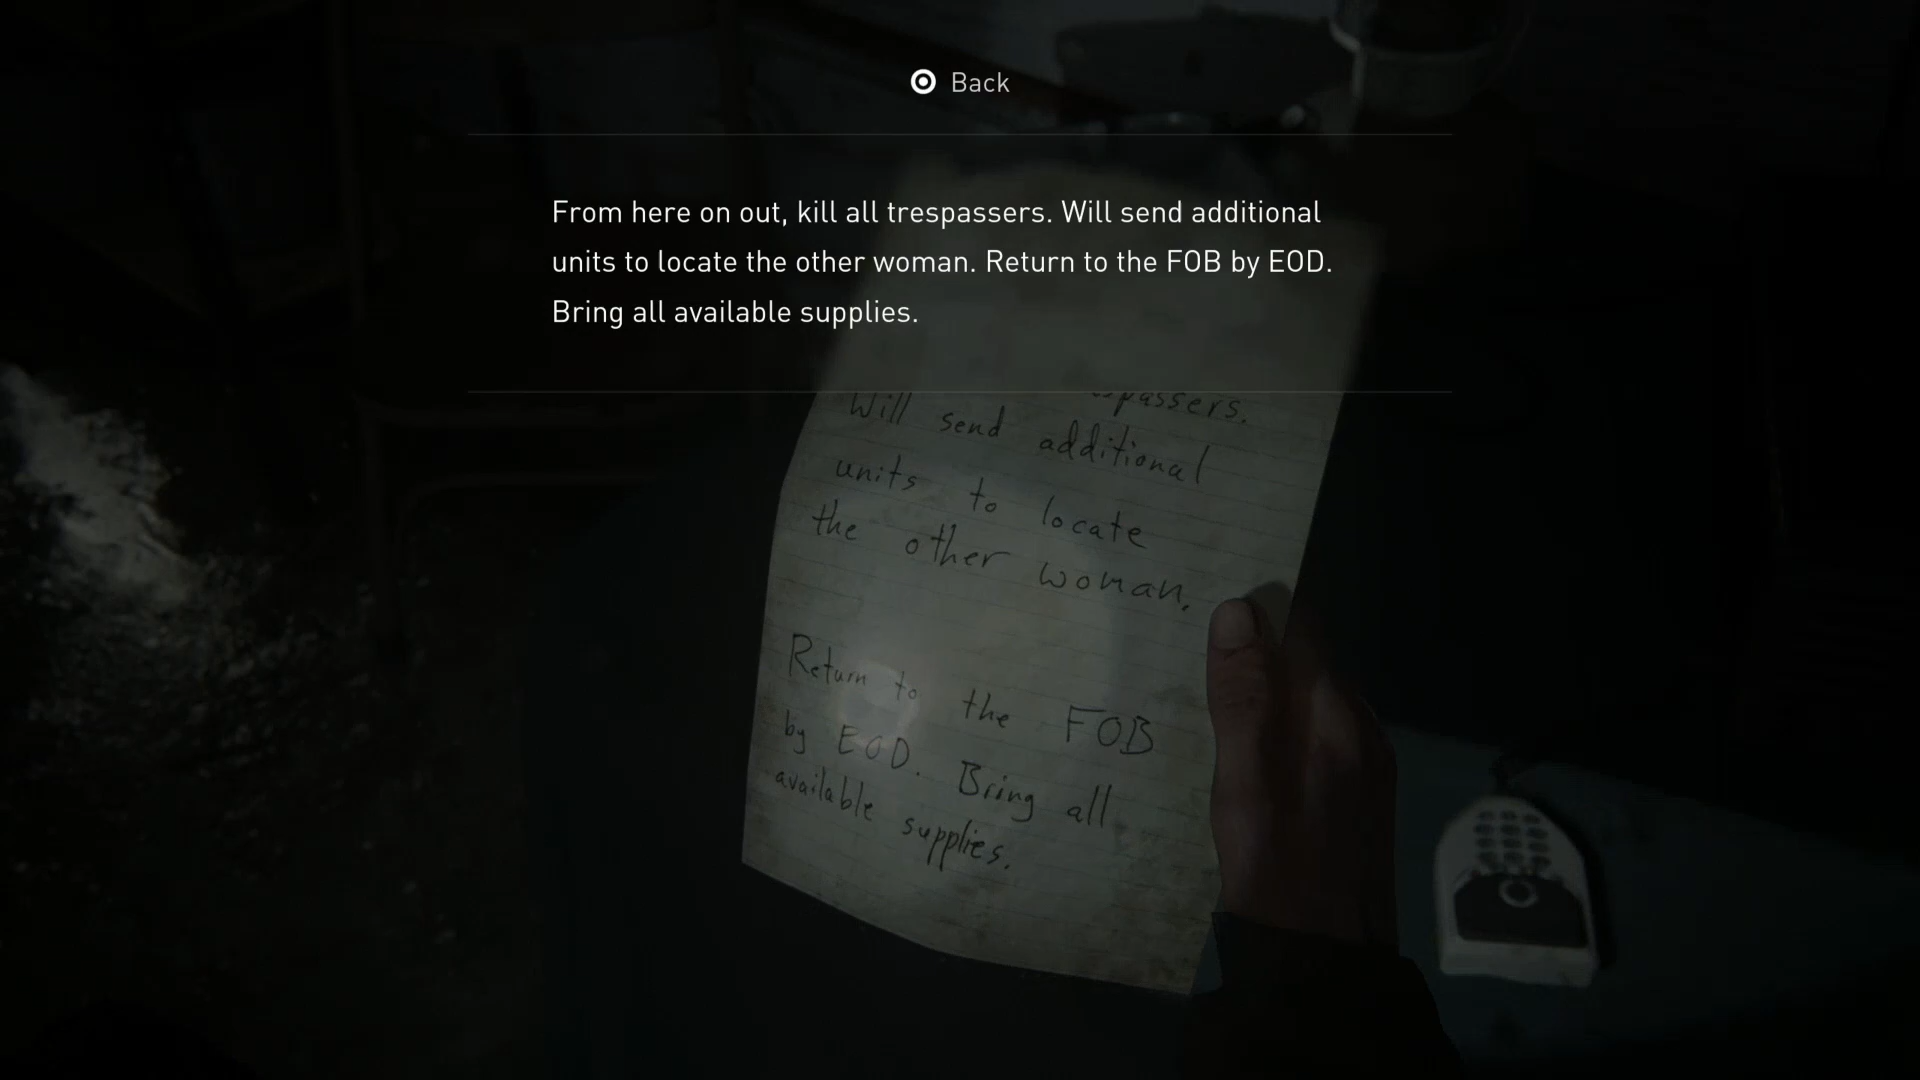 Back
From here on out, kill all trespassers. Will send additional
units to locate the other woman. Return to the FOB by EOD.
Bring all available supplies.
Will send additional
units to locate
the other woman.
Return to the FOB
by EOD. Bring all
available supplies.